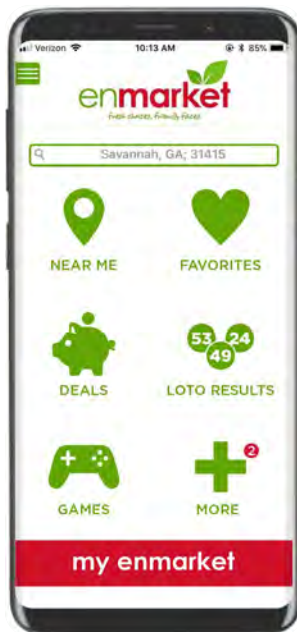 Verizon 10:13 AM 85%
enmarket
fresh choices, friendly faces
Savannah, GA; 31415
NEAR ME FAVORITES
53 24
49
DEALS LOTO RESULTS
2
GAMES MORE
my enmarket